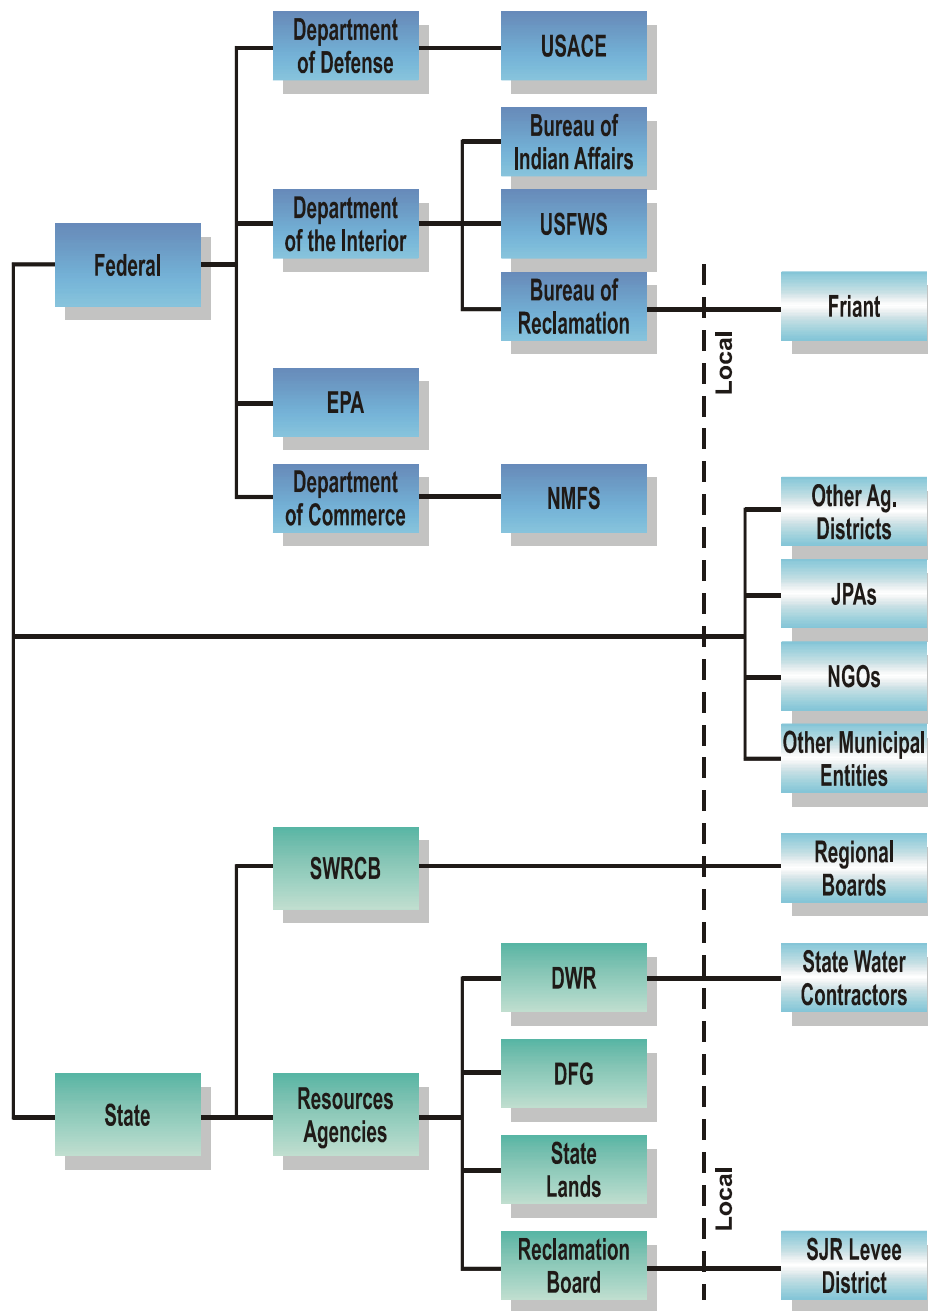 Department
of Defense
USACE
Bureau of
Indian Affairs
Department
of the Interior
USFWS
Federal
Bureau of
Reclamation
Friant
Local
EPA
Department
of Commerce
NMFS
Other Ag.
Districts
JPAs
NGOs
Other Municipal
Entities
SWRCB
Regional
Boards
DWR
State Water
Contractors
DFG
State
Resources
Agencies
State
Lands
Local
Reclamation
Board
SJR Levee
District